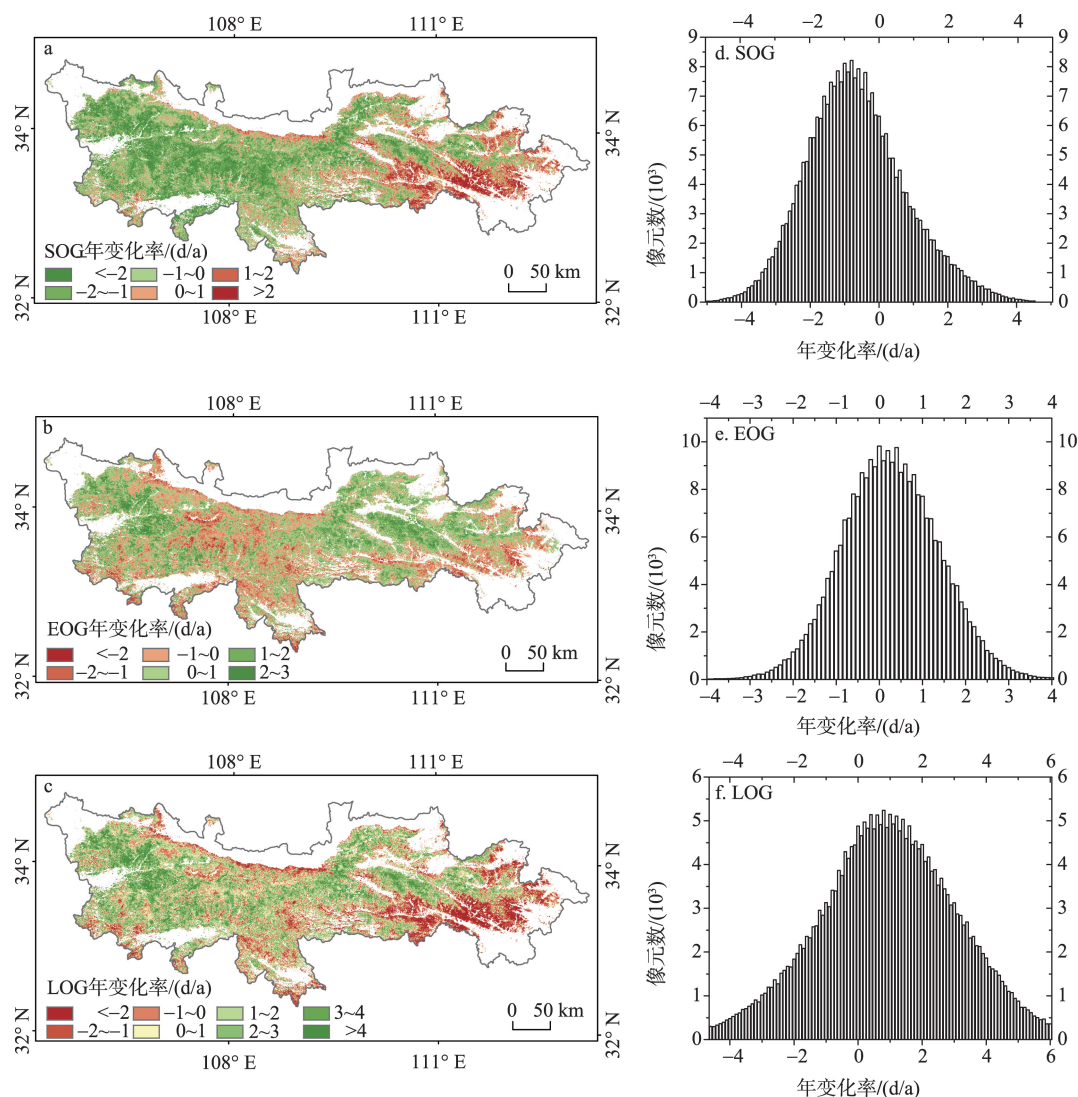 108° E 111° E
a
34° N 34° N
SOG年变化率/(d/a)
<−2 −1~0 1~2
−2~−1 0~1 >2
0 50 km
32° N 32° N
108° E 111° E
−4 −2 0 2 4
d. SOG
9 9
8 8
7 7
6 6
5 5
4 4
3 3
2 2
1 1
0 0
像元数/(10³)
−4 −2 0 2 4
年变化率/(d/a)
108° E 111° E
b
34° N 34° N
EOG年变化率/(d/a)
<−2 −1~0 1~2
−2~−1 0~1 2~3
0 50 km
32° N 32° N
108° E 111° E
−4 −3 −2 −1 0 1 2 3 4
e. EOG
10 10
8 8
6 6
4 4
2 2
0 0
像元数/(10³)
−4 −3 −2 −1 0 1 2 3 4
年变化率/(d/a)
108° E 111° E
c
34° N 34° N
LOG年变化率/(d/a)
<−2 −1~0 1~2 3~4
−2~−1 0~1 2~3 >4
0 50 km
32° N 32° N
108° E 111° E
−4 −2 0 2 4 6
f. LOG
6 6
5 5
4 4
3 3
2 2
1 1
0 0
像元数/(10³)
−4 −2 0 2 4 6
年变化率/(d/a)